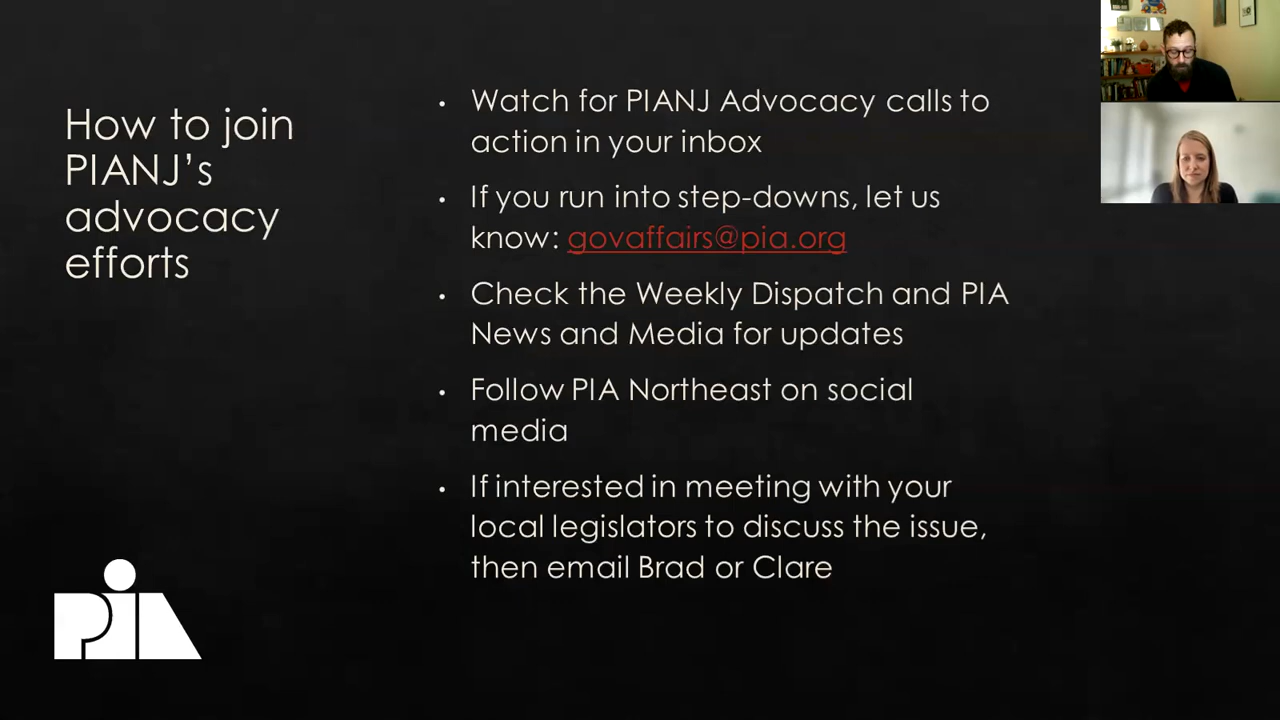 How to join
PIANJ’s
advocacy
efforts
• Watch for PIANJ Advocacy calls to
action in your inbox
• If you run into step-downs, let us
know: govaffairs@pia.org
• Check the Weekly Dispatch and PIA
News and Media for updates
• Follow PIA Northeast on social
media
• If interested in meeting with your
local legislators to discuss the issue,
then email Brad or Clare
PIA